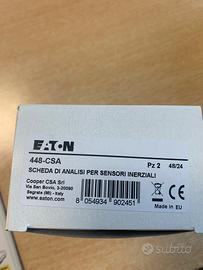 EATON
448-CSA
Pz 2
48/24
SCHEDA DI ANALISI PER SENSORI INERZIALI
Cooper CSA Srl
Via San Bovio, 3-20090
Segrate (MI) - Italy
www.eaton.com
8 054934 902451
CE
Made in EU
subito